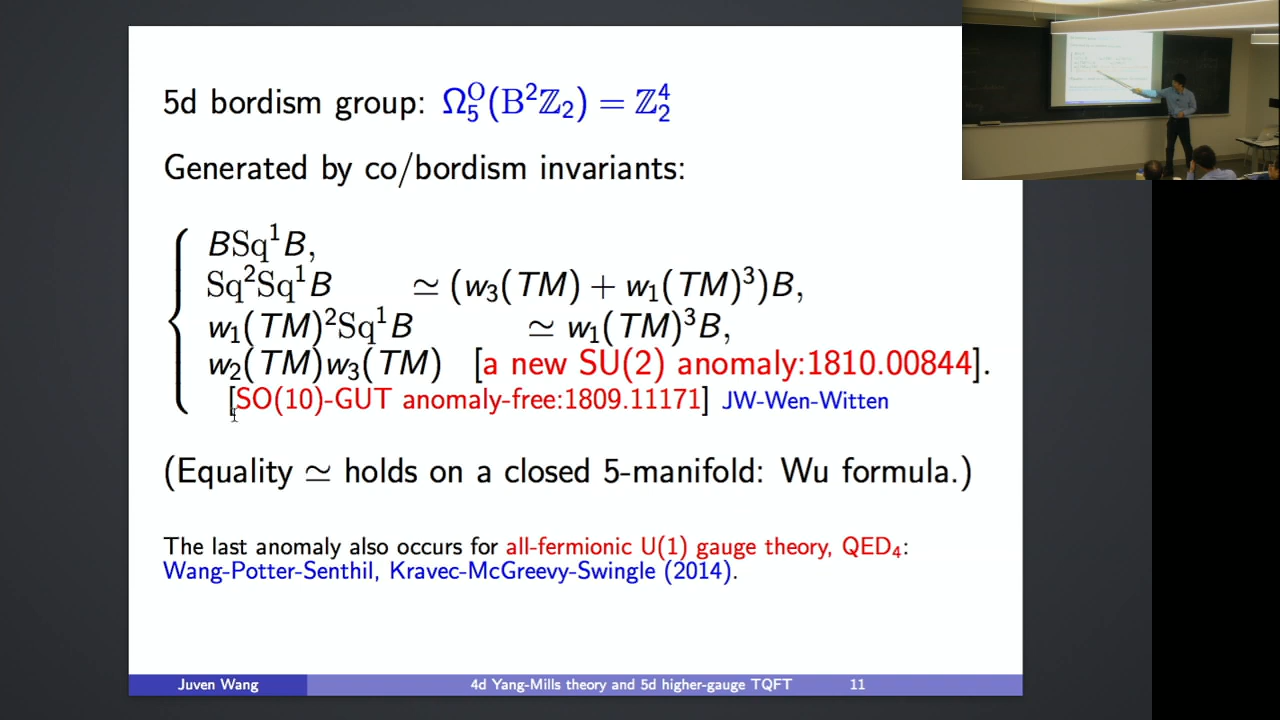 5d bordism group: Ω₅ᴼ(B²ℤ₂) = ℤ₂⁴
Generated by co/bordism invariants:
BSq¹B,
Sq²Sq¹B ≃ (w₃(TM) + w₁(TM)³)B,
w₁(TM)²Sq¹B ≃ w₁(TM)³B,
w₂(TM)w₃(TM) [a new SU(2) anomaly:1810.00844].
[SO(10)-GUT anomaly-free:1809.11171] JW-Wen-Witten
(Equality ≃ holds on a closed 5-manifold: Wu formula.)
The last anomaly also occurs for all-fermionic U(1) gauge theory, QED₄:
Wang-Potter-Senthil, Kravec-McGreevy-Swingle (2014).
Juven Wang 4d Yang-Mills theory and 5d higher-gauge TQFT 11